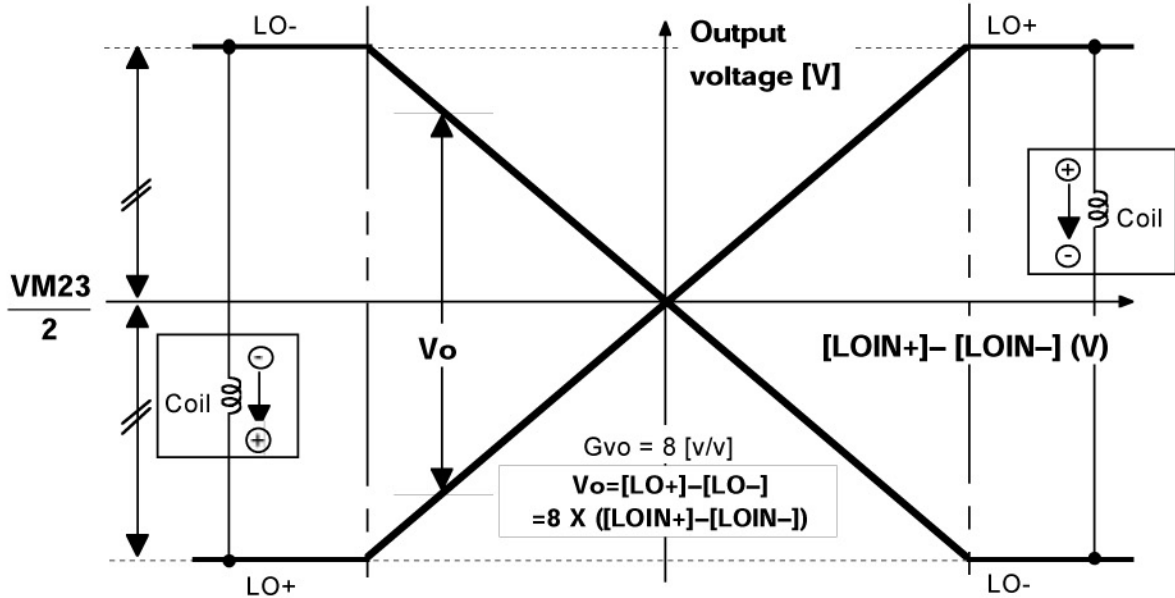 LO-
LO+
Output
voltage [V]
+
Coil
-
VM23
2
[LOIN+]– [LOIN–] (V)
Vo
-
Coil
+
Gvo = 8 [v/v]
Vo=[LO+]–[LO–]
=8 X ([LOIN+]–[LOIN–])
LO+
LO-